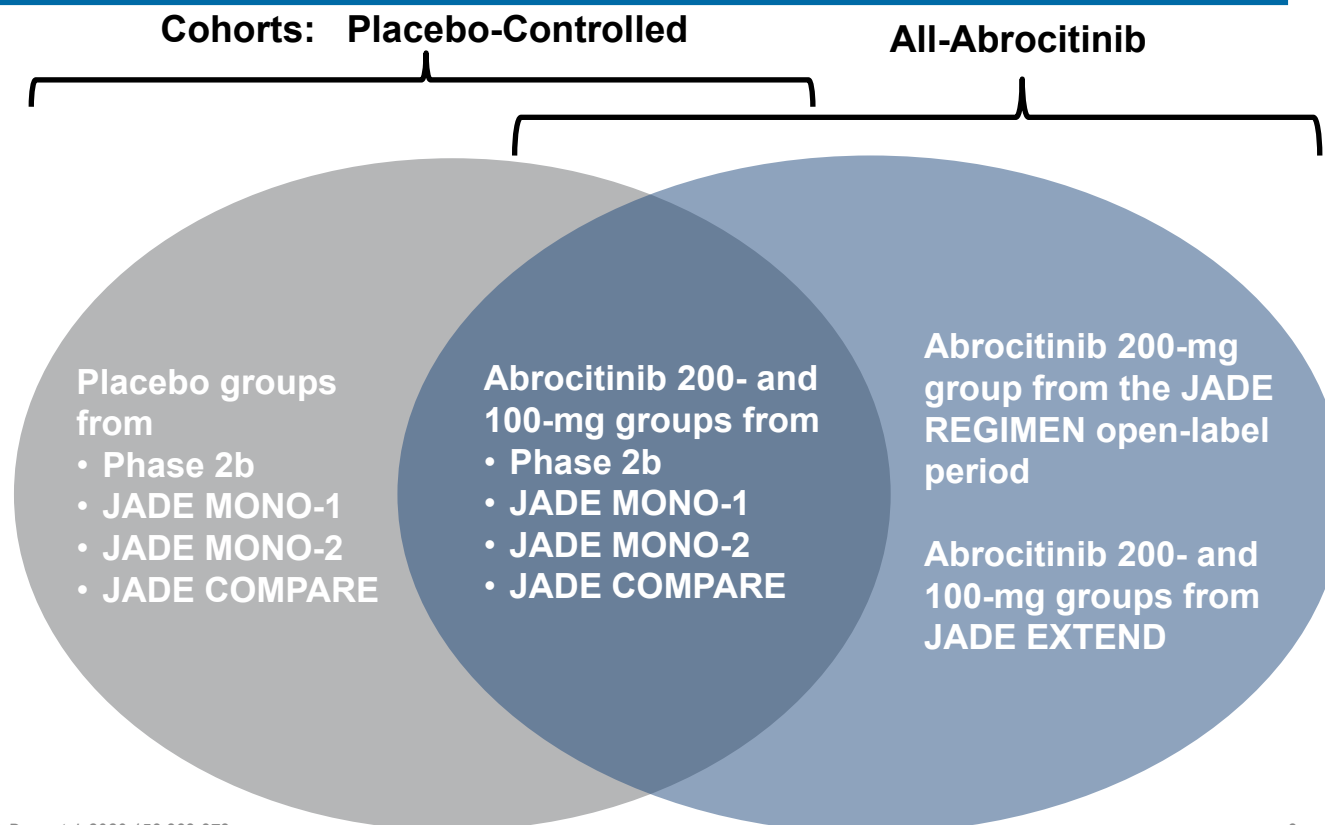 Cohorts: Placebo-Controlled
All-Abrocitinib
Placebo groups
from
• Phase 2b
• JADE MONO-1
• JADE MONO-2
• JADE COMPARE
Abrocitinib 200- and
100-mg groups from
• Phase 2b
• JADE MONO-1
• JADE MONO-2
• JADE COMPARE
Abrocitinib 200-mg
group from the JADE
REGIMEN open-label
period
Abrocitinib 200- and
100-mg groups from
JADE EXTEND